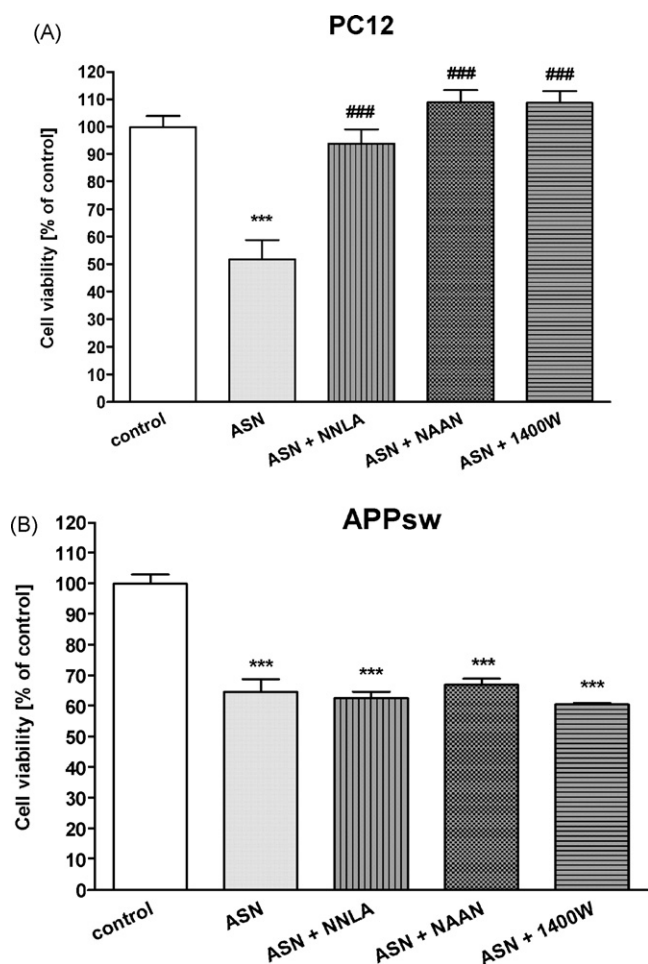 (A)
PC12
Cell viability [% of control]
120
110
100
90
80
70
60
50
40
30
20
10
0
***
###
###
###
control
ASN
ASN + NNLA
ASN + NAAN
ASN + 1400W
(B)
APPsw
Cell viability [% of control]
120
110
100
90
80
70
60
50
40
30
20
10
0
***
***
***
***
control
ASN
ASN + NNLA
ASN + NAAN
ASN + 1400W